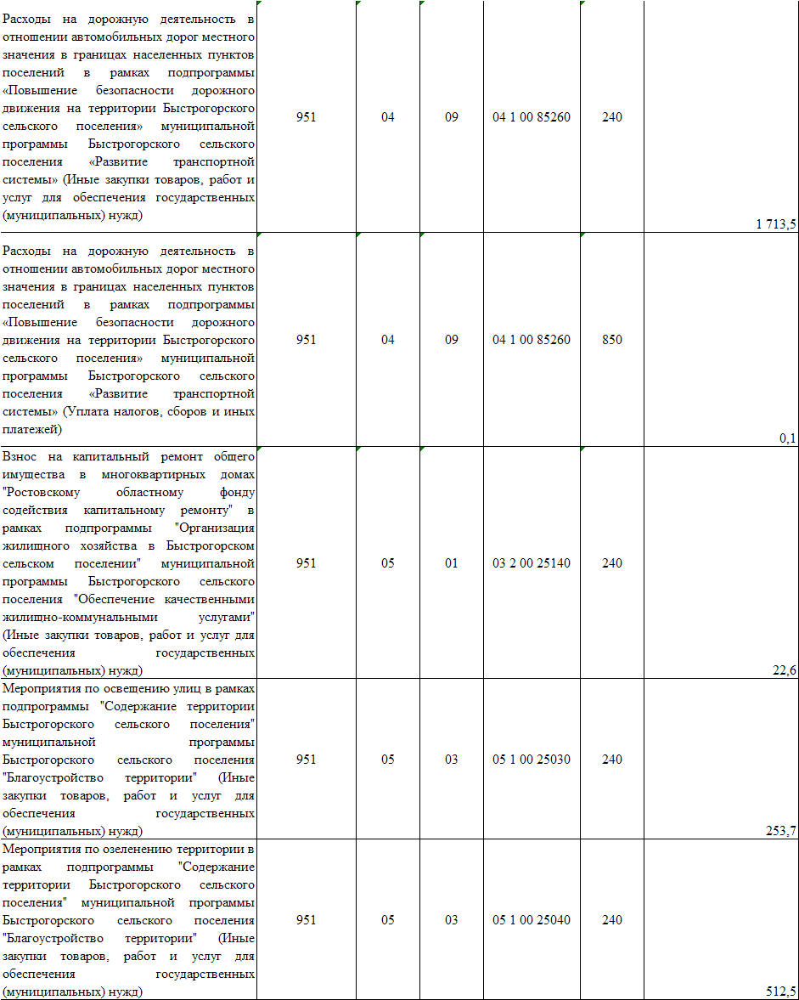 Расходы на дорожную деятельность в
отношении автомобильных дорог местного
значения в границах населенных пунктов
поселений в рамках подпрограммы
«Повышение безопасности дорожного
движения на территории Быстрогорского
сельского поселения» муниципальной
программы Быстрогорского сельского
поселения «Развитие транспортной
системы» (Иные закупки товаров, работ и
услуг для обеспечения государственных
(муниципальных) нужд)
951 04 09 04 1 00 85260 240
1 713,5
Расходы на дорожную деятельность в
отношении автомобильных дорог местного
значения в границах населенных пунктов
поселений в рамках подпрограммы
«Повышение безопасности дорожного
движения на территории Быстрогорского
сельского поселения» муниципальной
программы Быстрогорского сельского
поселения «Развитие транспортной
системы» (Уплата налогов, сборов и иных
платежей)
951 04 09 04 1 00 85260 850
0,1
Взнос на капитальный ремонт общего
имущества в многоквартирных домах
"Ростовскому областному фонду
содействия капитальному ремонту" в
рамках подпрограммы "Организация
жилищного хозяйства в Быстрогорском
сельском поселении" муниципальной
программы Быстрогорского сельского
поселения "Обеспечение качественными
жилищно-коммунальными услугами"
(Иные закупки товаров, работ и услуг для
обеспечения государственных
(муниципальных) нужд)
951 05 01 03 2 00 25140 240
22,6
Мероприятия по освещению улиц в рамках
подпрограммы "Содержание территории
Быстрогорского сельского поселения"
муниципальной программы
Быстрогорского сельского поселения
"Благоустройство территории" (Иные
закупки товаров, работ и услуг для
обеспечения государственных
(муниципальных) нужд)
951 05 03 05 1 00 25030 240
253,7
Мероприятия по озеленению территории в
рамках подпрограммы "Содержание
территории Быстрогорского сельского
поселения" муниципальной программы
Быстрогорского сельского поселения
"Благоустройство территории" (Иные
закупки товаров, работ и услуг для
обеспечения государственных
(муниципальных) нужд)
951 05 03 05 1 00 25040 240
512,5